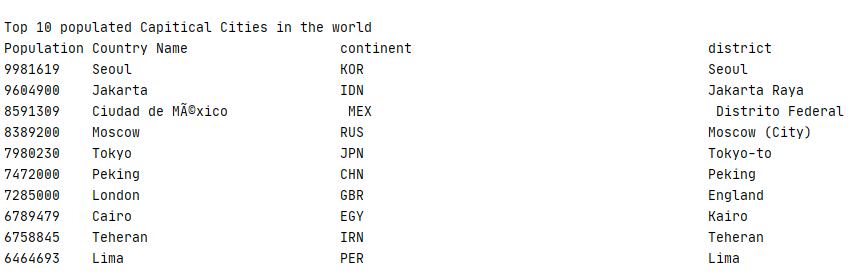 Top 10 populated Capitical Cities in the world
Population Country Name continent district
9981619 Seoul KOR Seoul
9604900 Jakarta IDN Jakarta Raya
8591309 Ciudad de MÃ©xico MEX Distrito Federal
8389200 Moscow RUS Moscow (City)
7980230 Tokyo JPN Tokyo-to
7472000 Peking CHN Peking
7285000 London GBR England
6789479 Cairo EGY Kairo
6758845 Teheran IRN Teheran
6464693 Lima PER Lima